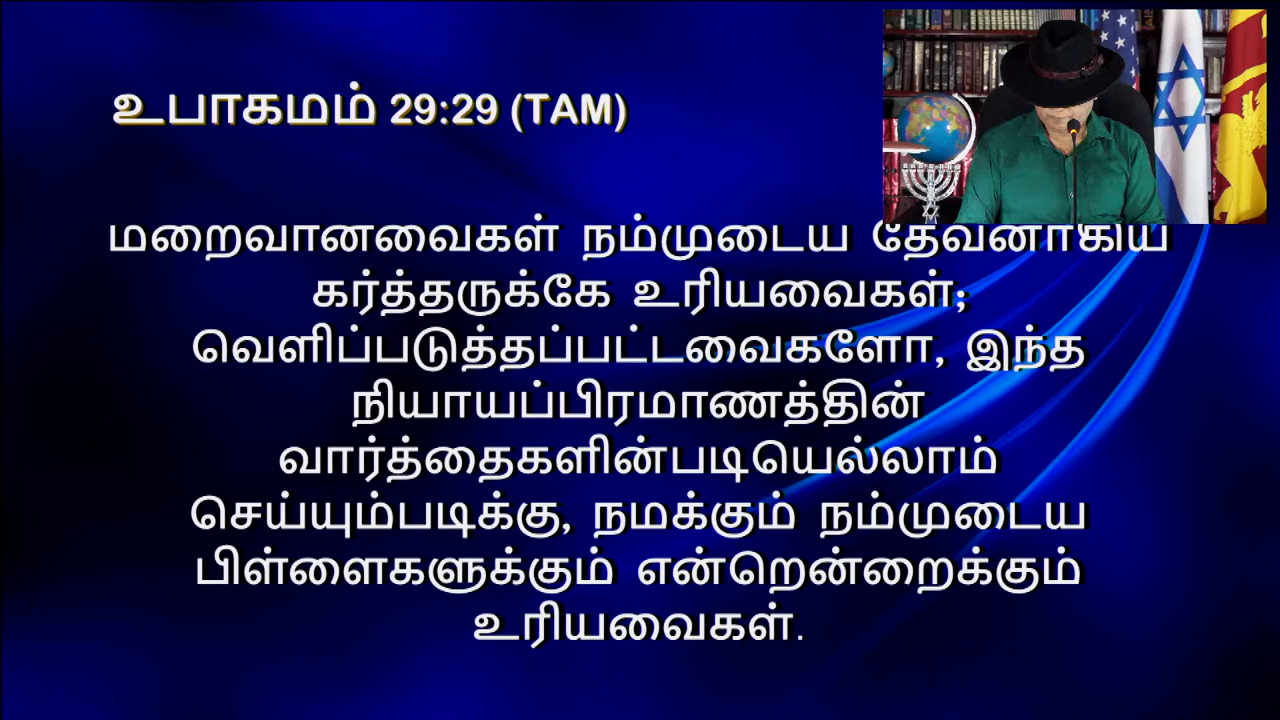 உபாகமம் 29:29 (TAM)
மறைவானவைகள் நம்முடைய தேவனாகிய
கர்த்தருக்கே உரியவைகள்;
வெளிப்படுத்தப்பட்டவைகளோ, இந்த
நியாயப்பிரமாணத்தின்
வார்த்தைகளின்படியெல்லாம்
செய்யும்படிக்கு, நமக்கும் நம்முடைய
பிள்ளைகளுக்கும் என்றென்றைக்கும்
உரியவைகள்.